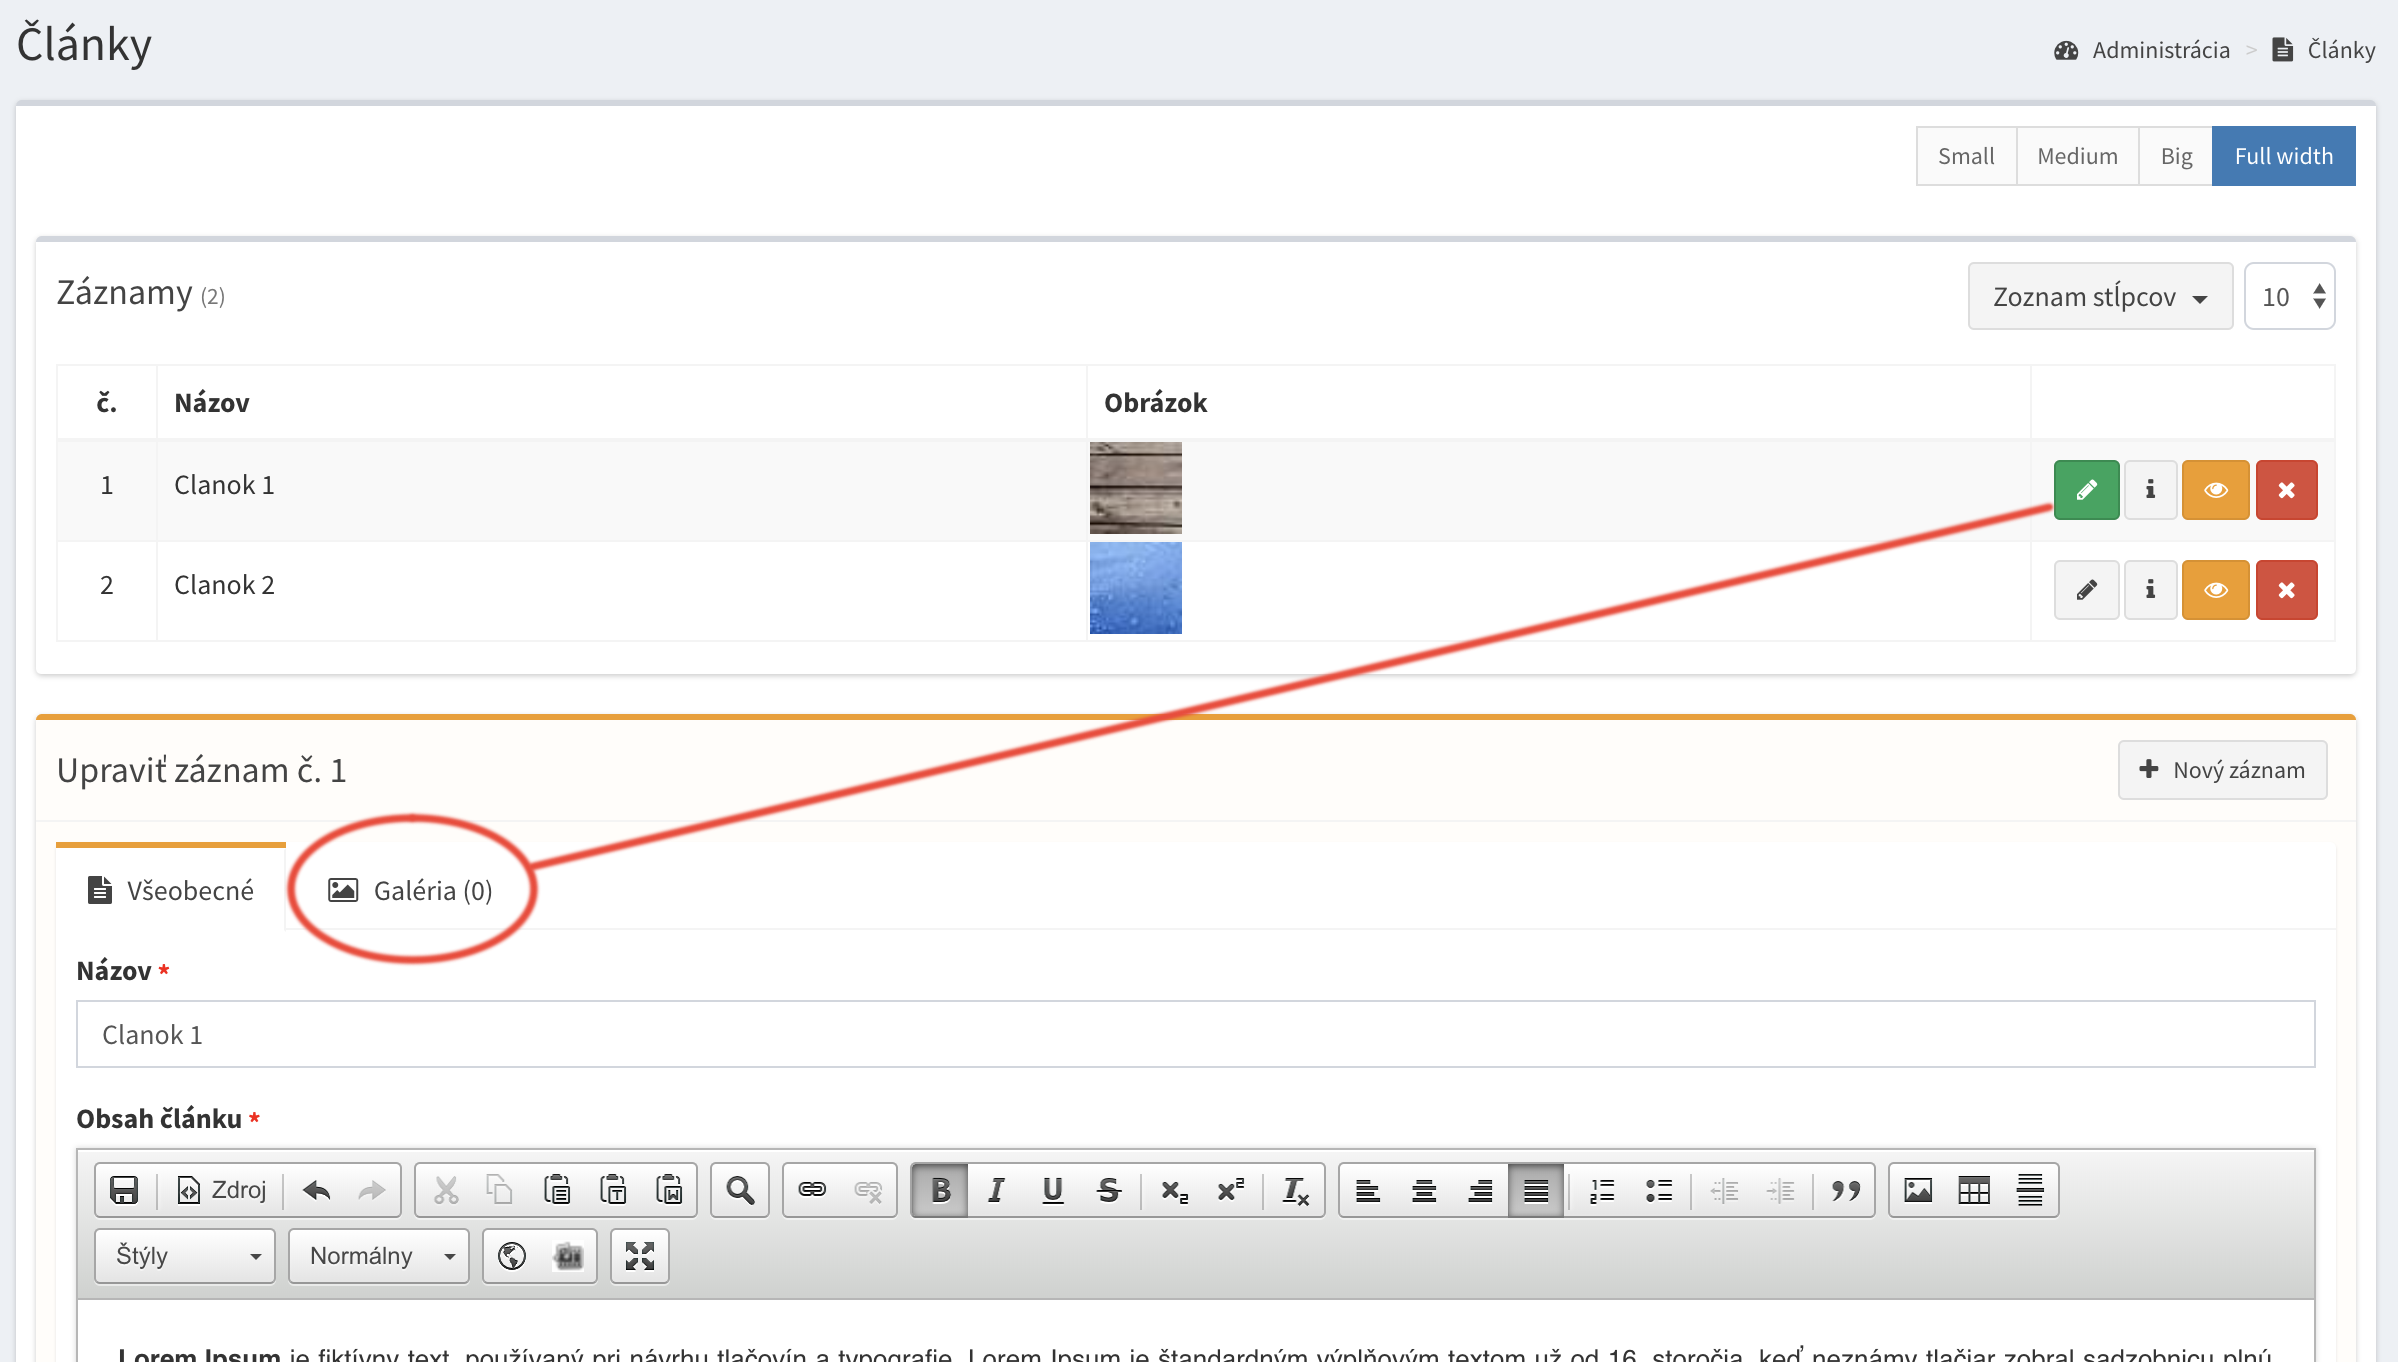 Články
Administrácia > Články
Small Medium Big Full width
Záznamy (2)
Zoznam stĺpcov 10
č. Názov Obrázok
1 Clanok 1
2 Clanok 2
Upraviť záznam č. 1
Nový záznam
Všeobecné Galéria (0)
Názov *
Clanok 1
Obsah článku *
Zdroj
Štýly Normálny
Lorem Ipsum je fiktívny text, používaný pri návrhu tlačovín a typografie. Lorem Ipsum je štandardným výplňovým textom už od 16. storočia, keď neznámy tlačiar zobral sadzobnicu plnú